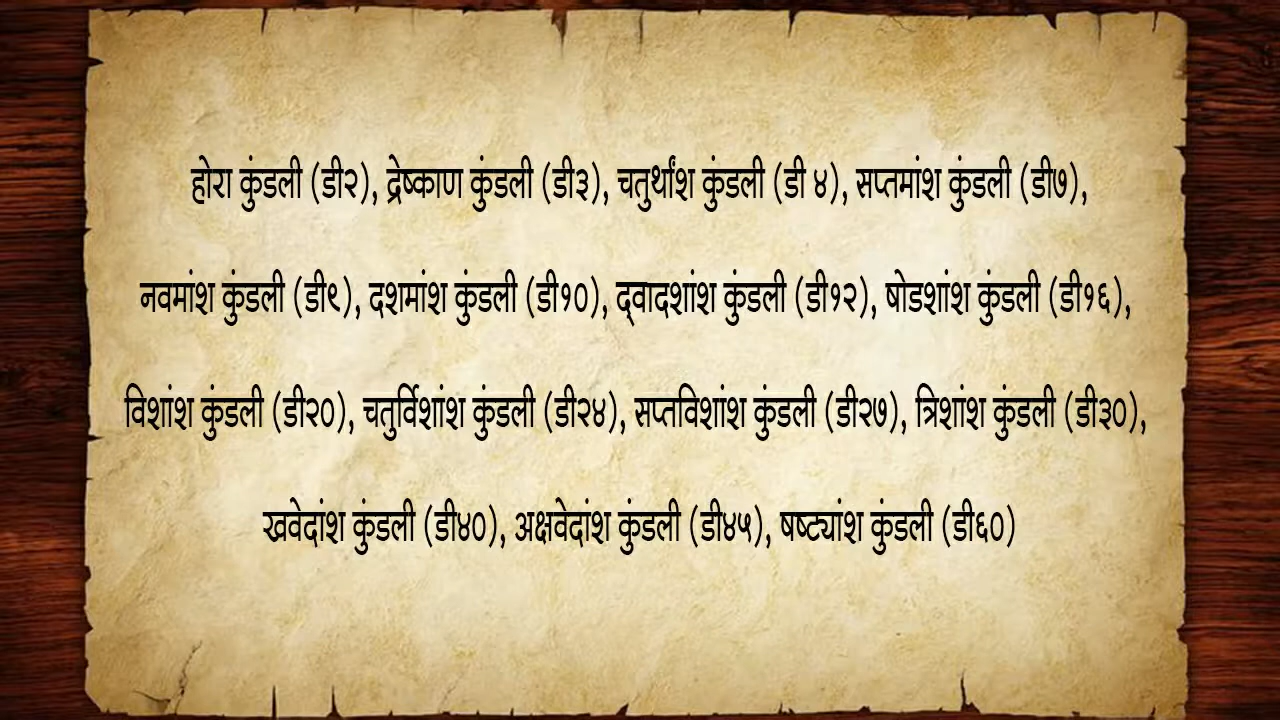 होरा कुंडली (डी२), द्रेष्काण कुंडली (डी३), चतुर्थांश कुंडली (डी ४), सप्तमांश कुंडली (डी७),
नवमांश कुंडली (डी९), दशमांश कुंडली (डी१०), द्वादशांश कुंडली (डी१२), षोडशांश कुंडली (डी१६),
विशांश कुंडली (डी२०), चतुर्विशांश कुंडली (डी२४), सप्तविशांश कुंडली (डी२७), त्रिशांश कुंडली (डी३०),
खवेदांश कुंडली (डी४०), अक्षवेदांश कुंडली (डी४५), षष्ट्यांश कुंडली (डी६०)